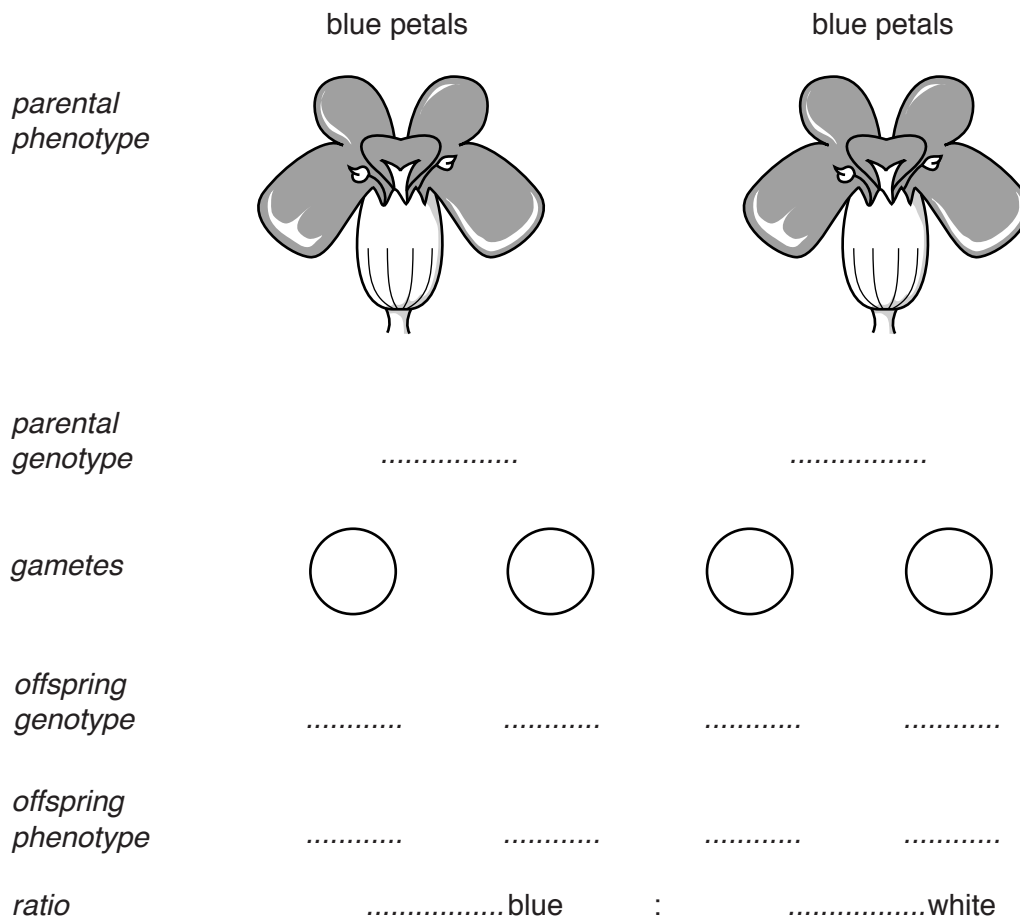 blue petals blue petals
parental
phenotype
parental
genotype ................. .................
gametes
offspring
genotype ............ ............ ............ ............
offspring
phenotype ............ ............ ............ ............
ratio .................blue : .................white